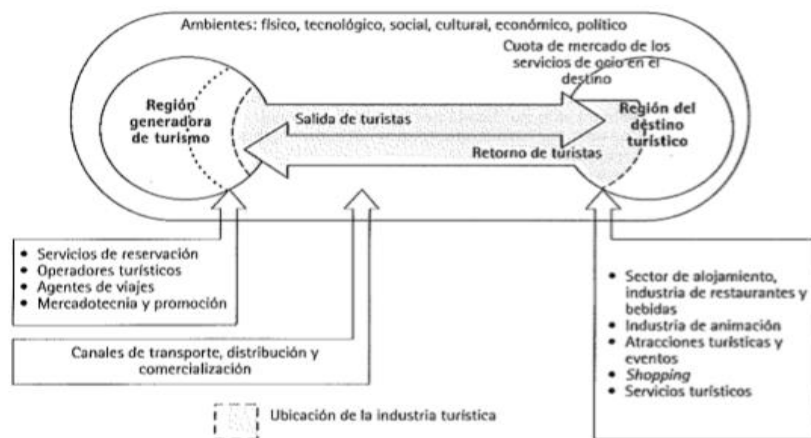 Ambientes: físico, tecnológico, social, cultural, económico, político
Cuota de mercado de los
servicios de ocio en el
destino
Región
generadora
de turismo
Salida de turistas
Región del
destino
turístico
Retorno de turistas
• Servicios de reservación
• Operadores turísticos
• Agentes de viajes
• Mercadotecnia y promoción
Canales de transporte, distribución y
comercialización
• Sector de alojamiento,
industria de restaurantes y
bebidas
• Industria de animación
• Atracciones turísticas y
eventos
• Shopping
• Servicios turísticos
Ubicación de la industria turística